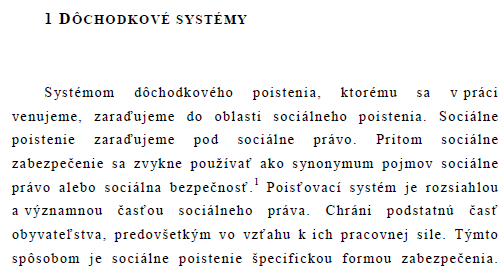 1 DÔCHODKOVÉ SYSTÉMY
Systémom dôchodkového poistenia, ktorému sa v práci
venujeme, zaraďujeme do oblasti sociálneho poistenia. Sociálne
poistenie zaraďujeme pod sociálne právo. Pritom sociálne
zabezpečenie sa zvykne používať ako synonymum pojmov sociálne
právo alebo sociálna bezpečnosť.1 Poisťovací systém je rozsiahlou
a významnou časťou sociálneho práva. Chráni podstatnú časť
obyvateľstva, predovšetkým vo vzťahu k ich pracovnej sile. Týmto
spôsobom je sociálne poistenie špecifickou formou zabezpečenia.